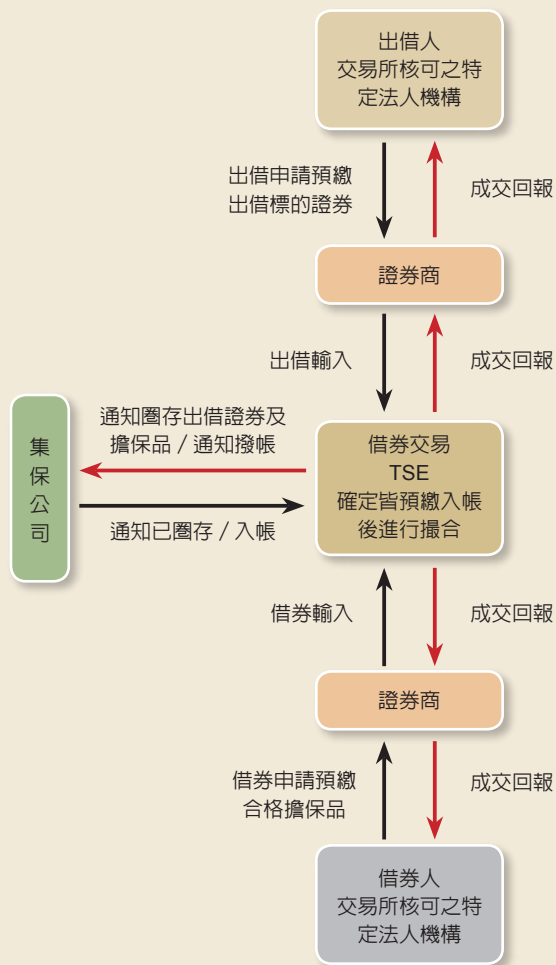 出借人
交易所核可之特
定法人機構
出借申請預繳
出借標的證券
成交回報
證券商
出借輸入
成交回報
通知圈存出借證券及
擔保品 / 通知撥帳
集
保
公
司
借券交易
TSE
確定皆預繳入帳
後進行撮合
通知已圈存 / 入帳
借券輸入
成交回報
證券商
借券申請預繳
合格擔保品
成交回報
借券人
交易所核可之特
定法人機構